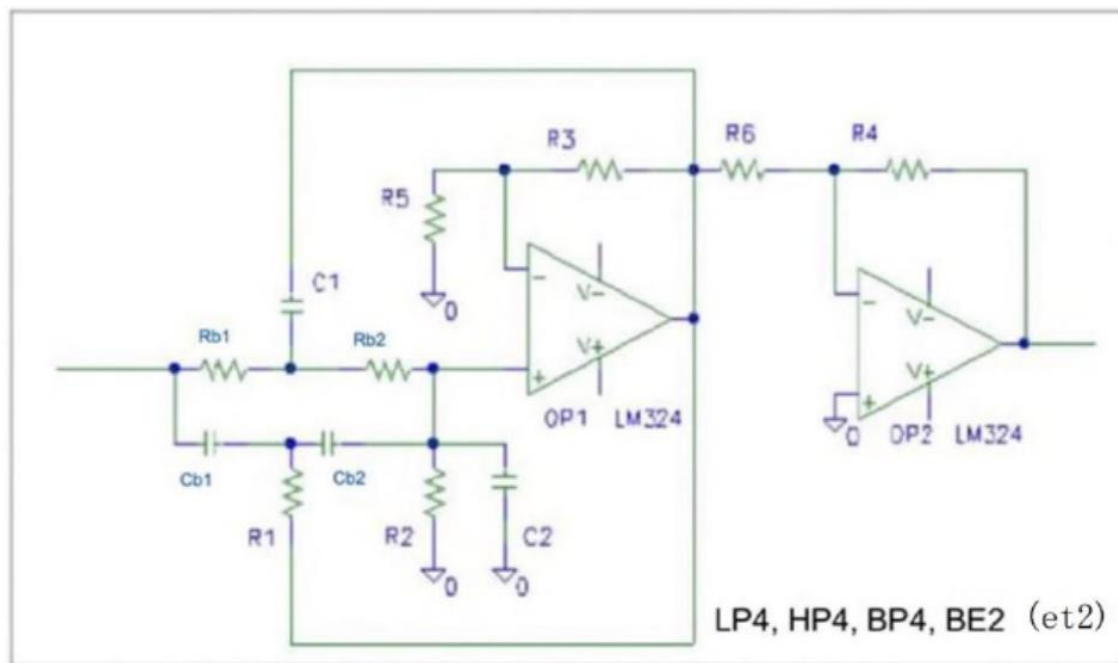 R3
R6
R4
R5
0
C1
V-
V+
Rb1
Rb2
OP1 LM324
V-
V+
0
OP2 LM324
Cb1
Cb2
R1
R2
C2
0
0
LP4, HP4, BP4, BE2 (et2)